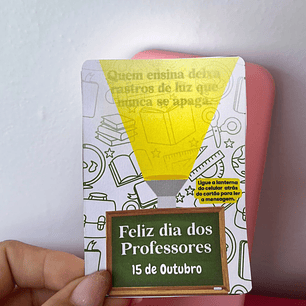 Quem ensina deixa
rastros de luz que
nunca se apaga.
Ligue a lanterna
do celular atrás
do cartão para ler
a mensagem.
Feliz dia dos
Professores
15 de Outubro